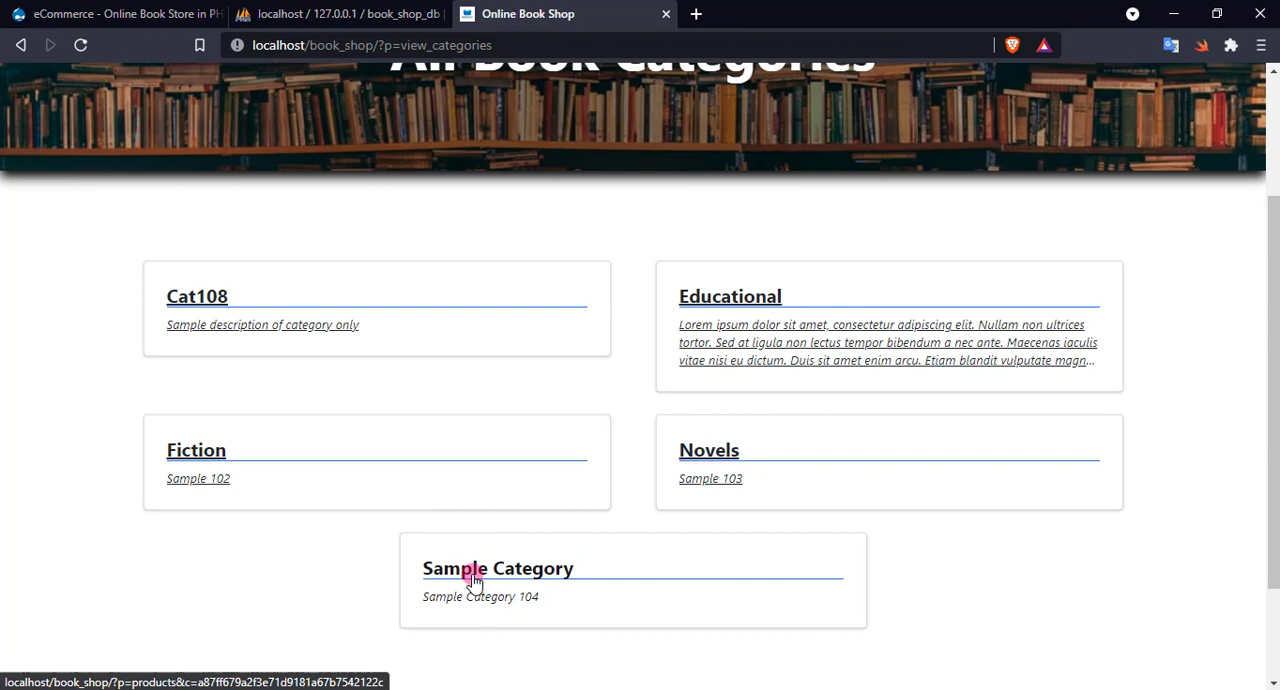 eCommerce - Online Book Store in PH
localhost / 127.0.0.1 / book_shop_db
Online Book Shop
localhost/book_shop/?p=view_categories
All Book Categories
Cat108
Sample description of category only
Educational
Lorem ipsum dolor sit amet, consectetur adipiscing elit. Nullam non ultrices
tortor. Sed at ligula non lectus tempor bibendum a nec ante. Maecenas iaculis
vitae nisi eu dictum. Duis sit amet enim arcu. Etiam blandit vulputate magn...
Fiction
Sample 102
Novels
Sample 103
Sample Category
Sample Category 104
localhost/book_shop/?p=products&c=a87ff679a2f3e71d9181a67b7542122c